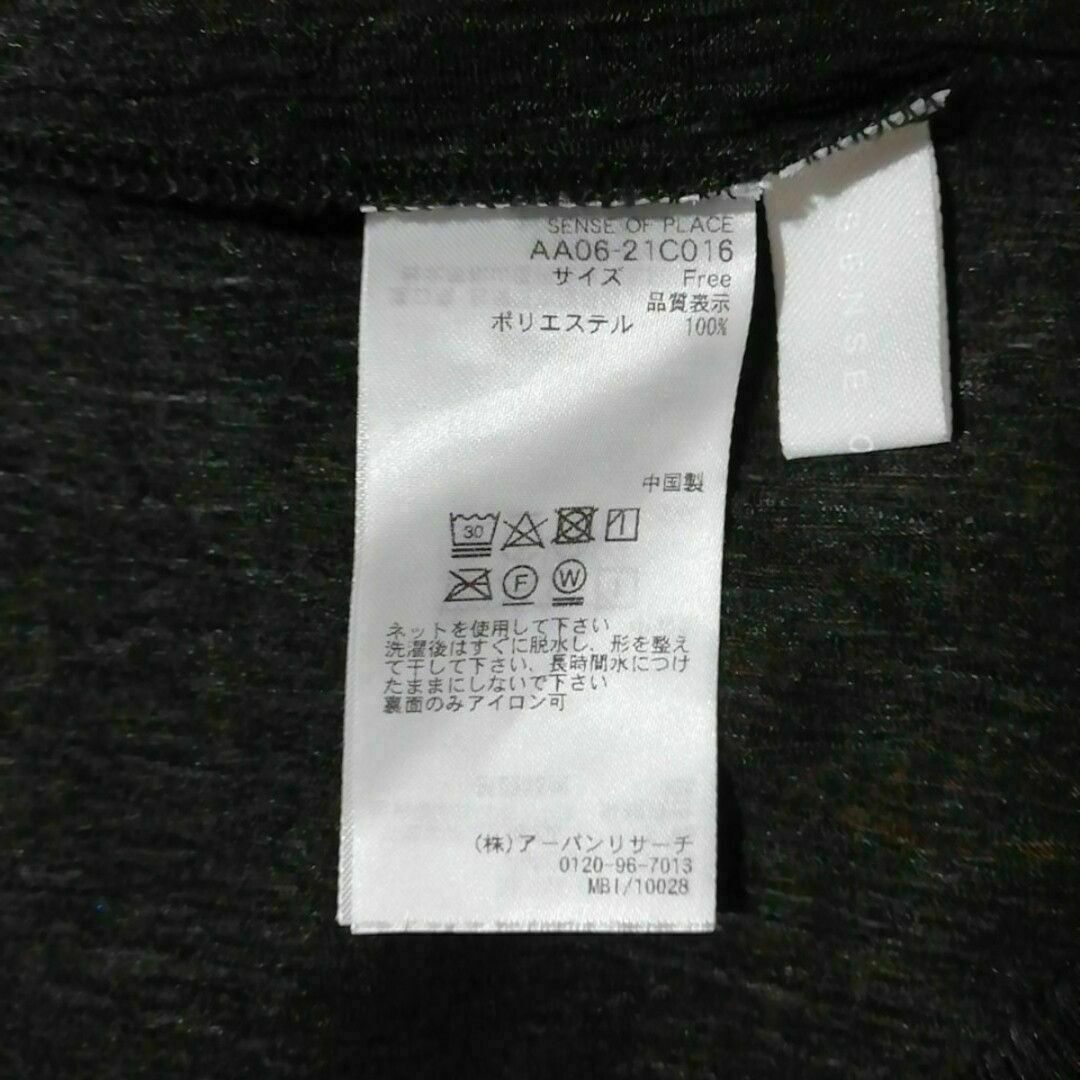 SENSE OF PLACE
AA06-21C016
サイズ Free
品質表示
ポリエステル 100%
中国製
30
F W
ネットを使用して下さい
洗濯後はすぐに脱水し、形を整え
て干して下さい、長時間水につけ
たままにしないで下さい
裏面のみアイロン可
(株)アーバンリサーチ
0120-96-7013
MBI/10028
SENSE O